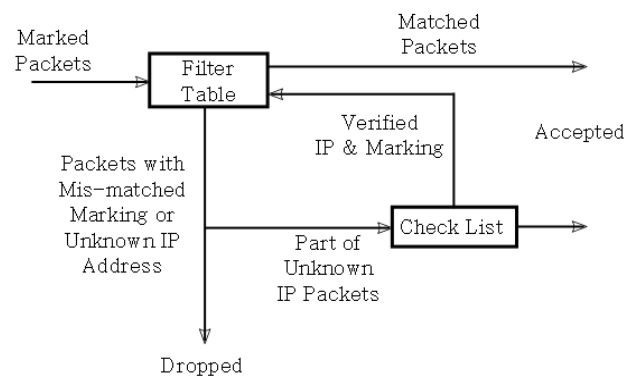 Marked
Packets
Filter
Table
Matched
Packets
Verified
IP & Marking
Accepted
Packets with
Mis-matched
Marking or
Unknown IP
Address
Check List
Part of
Unknown
IP Packets
Dropped